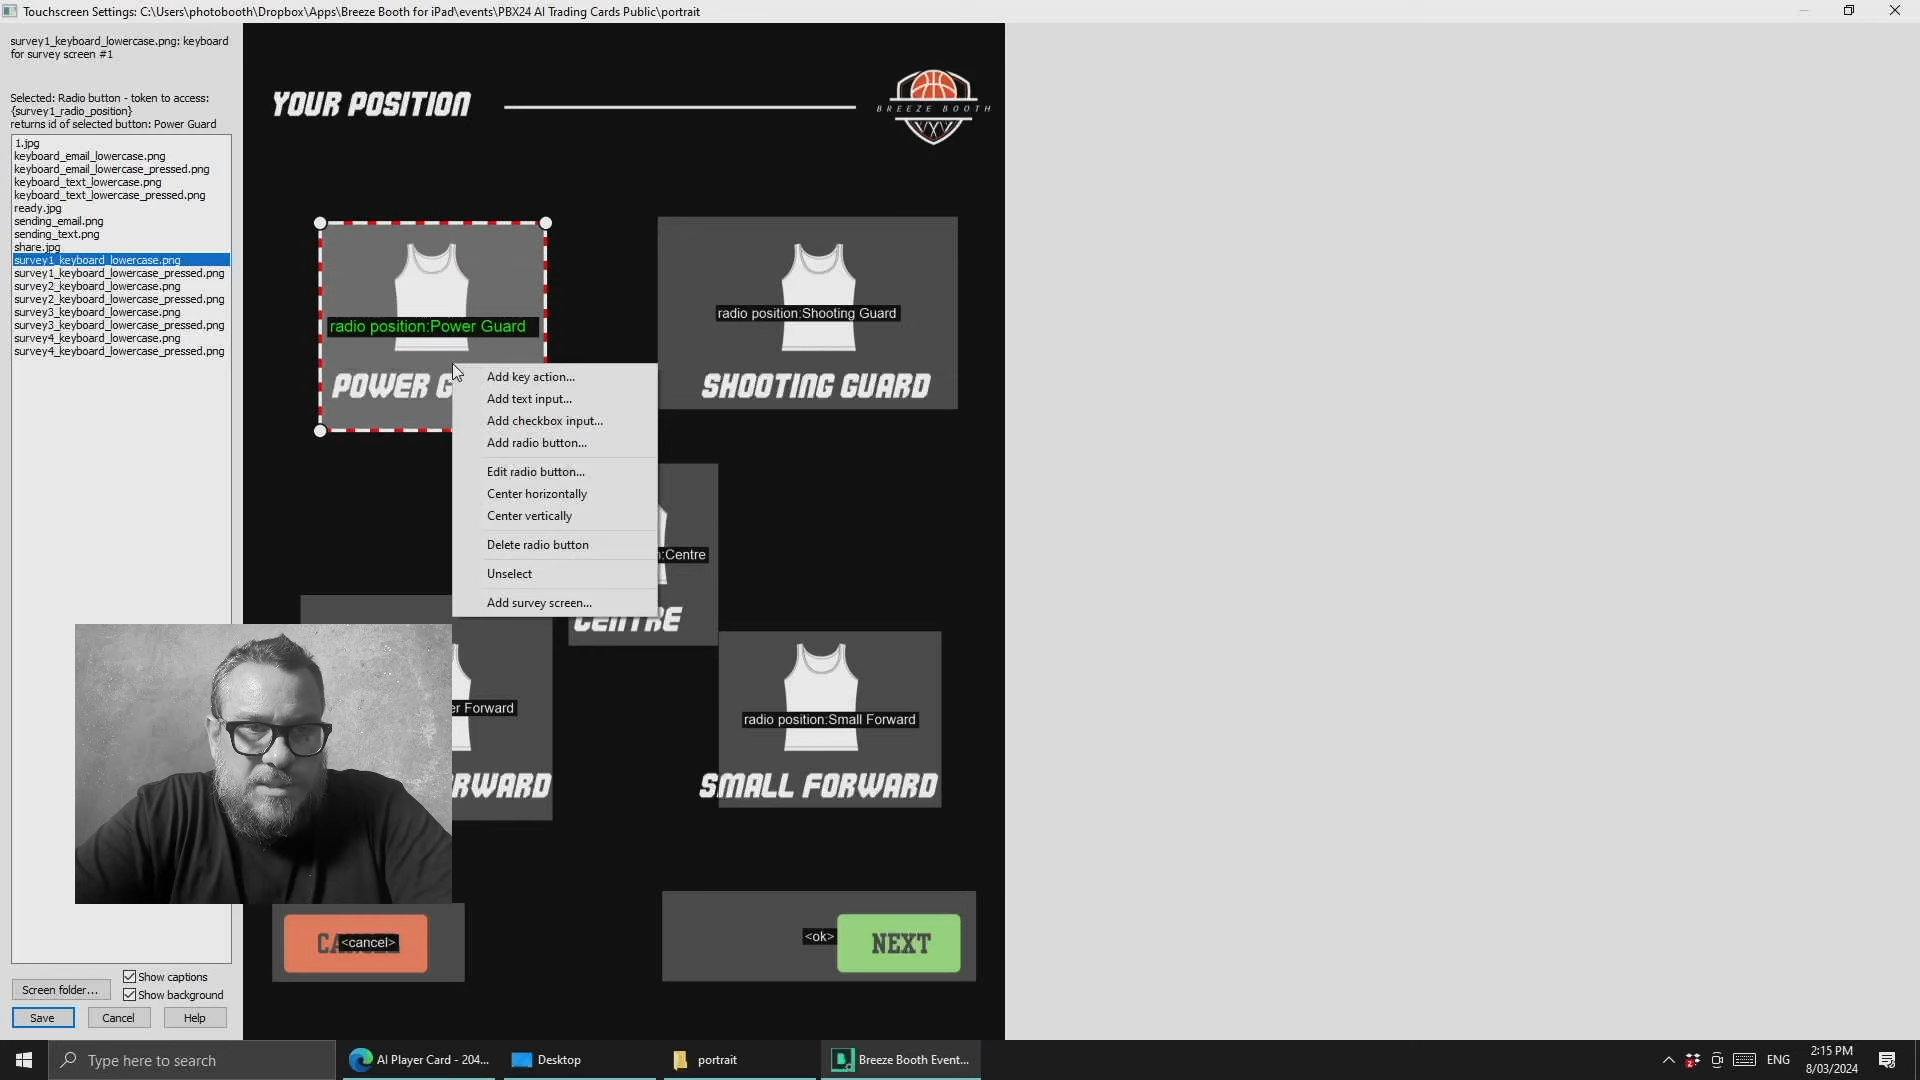 Touchscreen Settings: C:\Users\photobooth\Dropbox\Apps\Breeze Booth for iPad\events\PBX24 AI Trading Cards Public\portrait
survey1_keyboard_lowercase.png: keyboard
for survey screen #1
Selected: Radio button - token to access:
{survey1_radio_position}
returns id of selected button: Power Guard
1.jpg
keyboard_email_lowercase.png
keyboard_email_lowercase_pressed.png
keyboard_text_lowercase.png
keyboard_text_lowercase_pressed.png
ready.jpg
sending_email.png
sending_text.png
share.jpg
survey1_keyboard_lowercase.png
survey1_keyboard_lowercase_pressed.png
survey2_keyboard_lowercase.png
survey2_keyboard_lowercase_pressed.png
survey3_keyboard_lowercase.png
survey3_keyboard_lowercase_pressed.png
survey4_keyboard_lowercase.png
survey4_keyboard_lowercase_pressed.png
Screen folder...
Show captions
Show background
Save
Cancel
Help
YOUR POSITION
BREEZE BOOTH
radio position:Power Guard
POWER G
radio position:Shooting Guard
SHOOTING GUARD
Add key action...
Add text input...
Add checkbox input...
Add radio button...
Edit radio button...
Center horizontally
Center vertically
Delete radio button
Unselect
Add survey screen...
:Centre
CENTRE
er Forward
RWARD
radio position:Small Forward
SMALL FORWARD
CA
<cancel>
<ok>
NEXT
Type here to search
AI Player Card - 204...
Desktop
portrait
Breeze Booth Event...
ENG
2:15 PM
8/03/2024